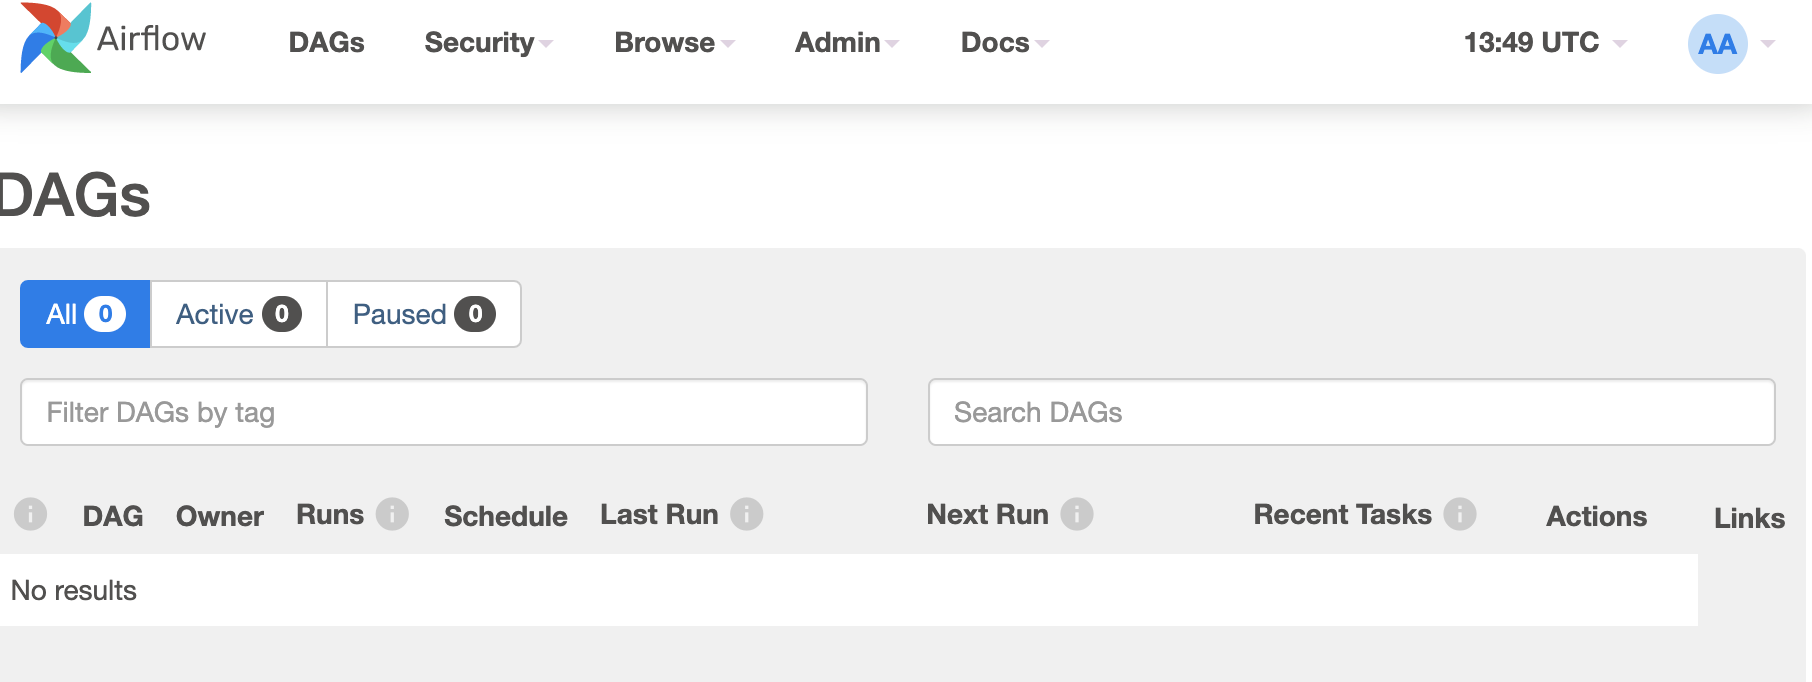 Airflow DAGs Security Browse Admin Docs 13:49 UTC AA
DAGs
All 0 Active 0 Paused 0
Filter DAGs by tag Search DAGs
i DAG Owner Runs i Schedule Last Run i Next Run i Recent Tasks i Actions Links
No results